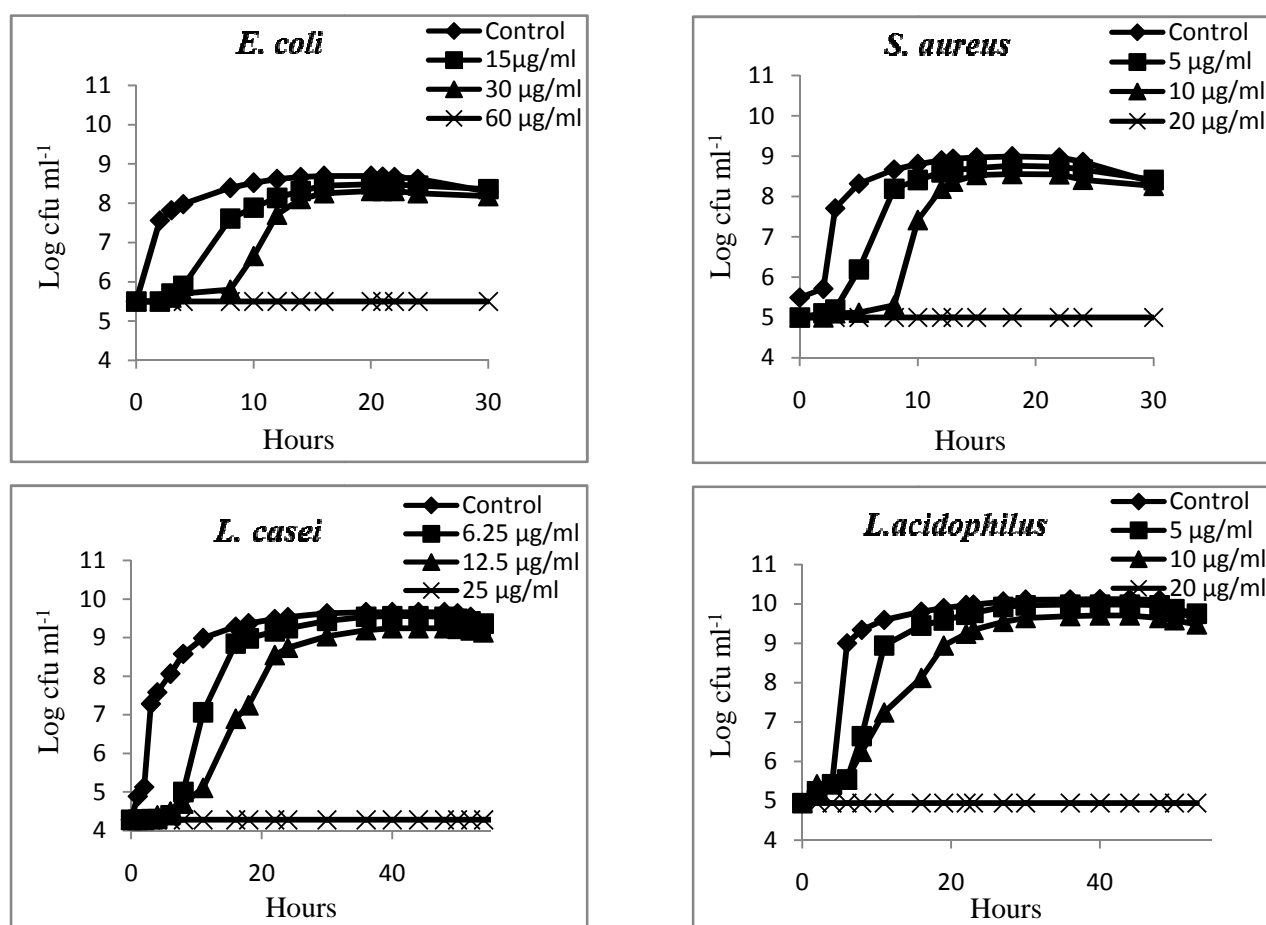 E. coli
Control
15µg/ml
30 µg/ml
60 µg/ml
11
10
9
8
7
6
5
4
Log cfu ml-1
0 10 20 30
Hours
S. aureus
Control
5 µg/ml
10 µg/ml
20 µg/ml
11
10
9
8
7
6
5
4
Log cfu ml-1
0 10 20 30
Hours
L. casei
Control
6.25 µg/ml
12.5 µg/ml
25 µg/ml
11
10
9
8
7
6
5
4
Log cfu ml-1
0 20 40
Hours
L.acidophilus
Control
5 µg/ml
10 µg/ml
20 µg/ml
11
10
9
8
7
6
5
4
Log cfu ml-1
0 20 40
Hours